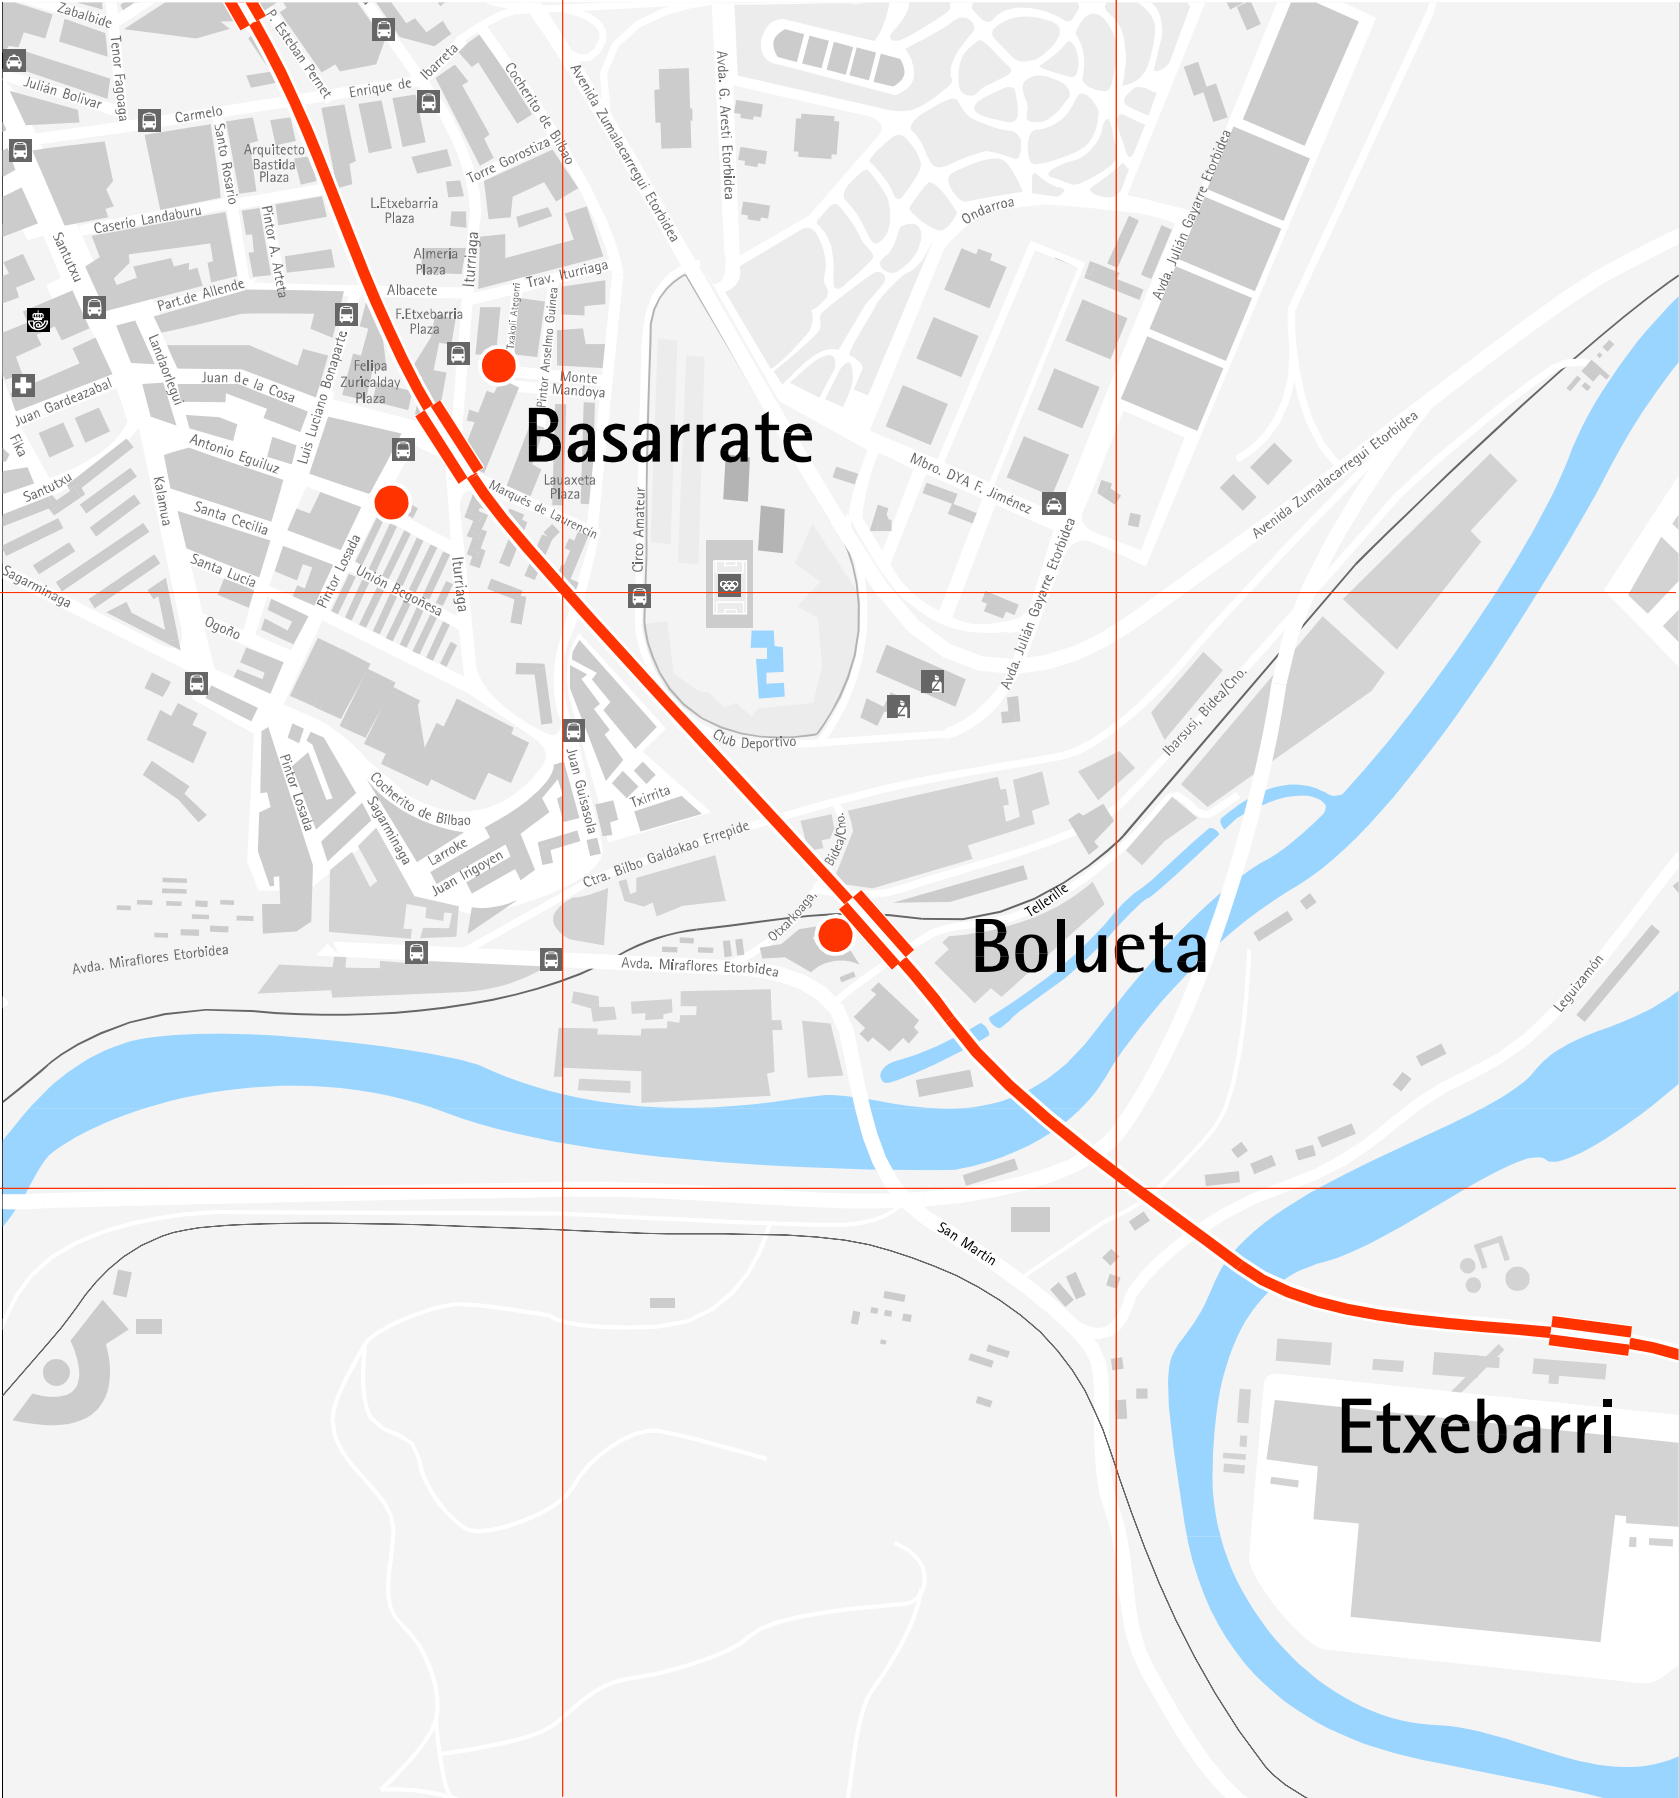 Zabalbide
Tenor Fagoaga
P. Esteban Pernet
Julián Bolivar
Carmelo
Enrique de
Ibarreta
Cocherito de Bilbao
Avenida Zumalacarregui Etorbidea
Avda. G. Aresti Etorbidea
Santo Rosario
Arquitecto
Bastida
Plaza
Torre Gorostiza
Avda. Julián Gayarre Etorbidea
Caserio Landaburu
Pintor A. Arteta
L.Etxebarria
Plaza
Ondarroa
Santutxu
Almeria
Plaza
Iturriaga
Trav. Iturriaga
Part.de Allende
Albacete
Txakoli Ategorri
Pintor Anselmo Guinea
F.Etxebarria
Plaza
Landaorlegui
Luis Luciano Bonaparte
Felipa
Zuricalday
Plaza
Juan de la Cosa
Juan Gardeazabal
Monte
Mandoya
Basarrate
Fika
Antonio Eguiluz
Santutxu
Kalamua
Santa Cecilia
Lauaxeta
Plaza
Marqués de Laurencín
Circo Amateur
Mbro. DYA F. Jiménez
Avenida Zumalacarregui Etorbidea
Avda. Julián Gayarre Etorbidea
Sagarminaga
Santa Lucía
Pintor Losada
Unión Begoñesa
Iturriaga
Ogoño
Ibarsusi, Bidea/Cno.
Club Deportivo
Pintor Losada
Cocherito de Bilbao
Sagarminaga
Juan Guisasola
Txirrita
Larroke
Juan Irigoyen
Ctra. Bilbo Galdakao Errepide
Otxarkoaga,
Bidea/Cno.
Tellerille
Bolueta
Avda. Miraflores Etorbidea
Avda. Miraflores Etorbidea
Leguizamón
San Martin
Etxebarri